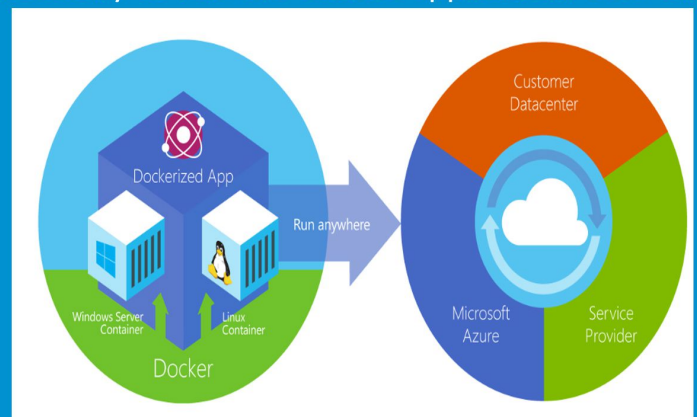 Dockerized App
Windows Server
Container
Linux
Container
Docker
Run anywhere
Customer
Datacenter
Microsoft
Azure
Service
Provider